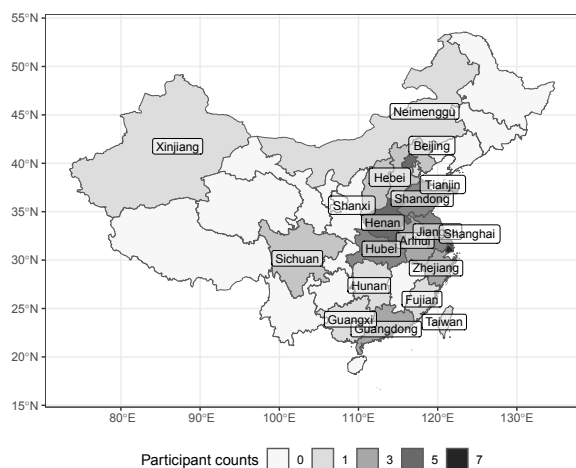 55°N
50°N
45°N
40°N
35°N
30°N
25°N
20°N
15°N
Neimenggu
Xinjiang
Beijing
Hebei
Tianjin
Shandong
Shanxi
Henan
Jian
Shanghai
Anhui
Hubei
Sichuan
Zhejiang
Hunan
Fujian
Guangxi
Taiwan
Guangdong
80°E 90°E 100°E 110°E 120°E 130°E
Participant counts 0 1 3 5 7